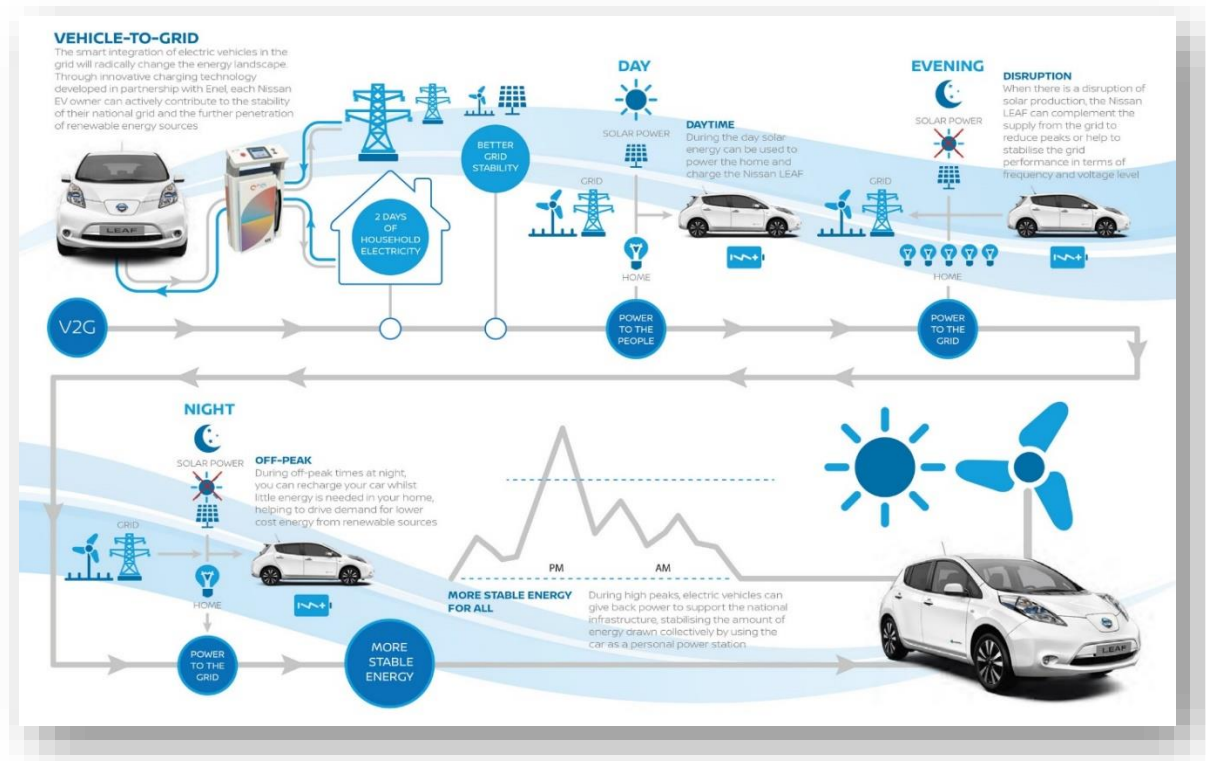 VEHICLE-TO-GRID
The smart integration of electric vehicles in the
grid will radically change the energy landscape.
Through innovative charging technology
developed in partnership with Enel, each Nissan
EV owner can actively contribute to the stability
of their national grid and the further penetration
of renewable energy sources
LEAF
2 DAYS
OF
HOUSEHOLD
ELECTRICITY
BETTER
GRID
STABILITY
DAY
SOLAR POWER
DAYTIME
During the day solar
energy can be used to
power the home and
charge the Nissan LEAF
GRID
HOME
EVENING
SOLAR POWER
DISRUPTION
When there is a disruption of
solar production, the Nissan
LEAF can complement the
supply from the grid to
reduce peaks or help to
stabilise the grid
performance in terms of
frequency and voltage level
GRID
HOME
V2G
POWER
TO THE
PEOPLE
POWER
TO THE
GRID
NIGHT
SOLAR POWER
OFF-PEAK
During off-peak times at night,
you can recharge your car whilst
little energy is needed in your home,
helping to drive demand for lower
cost energy from renewable sources
GRID
HOME
POWER
TO THE
GRID
MORE
STABLE
ENERGY
PM
AM
MORE STABLE ENERGY
FOR ALL
During high peaks, electric vehicles can
give back power to support the national
infrastructure, stabilising the amount of
energy drawn collectively by using the
car as a personal power station
LEAF